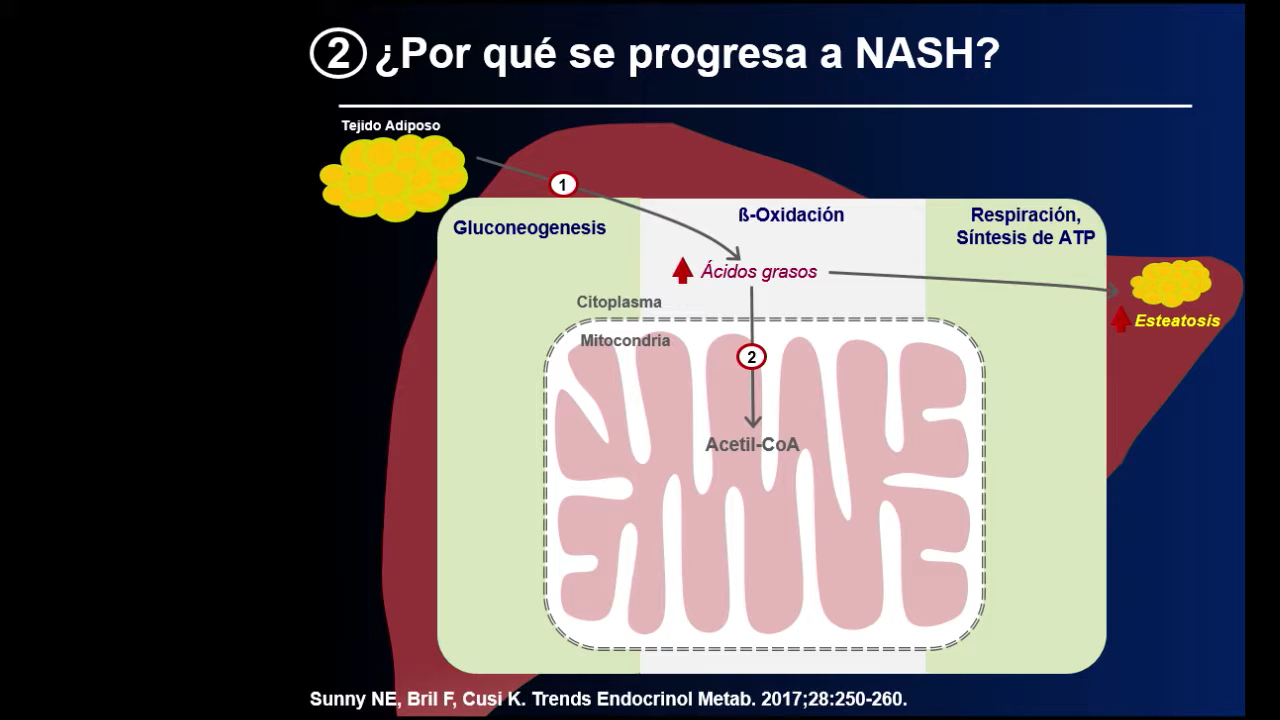 2 ¿Por qué se progresa a NASH?
Tejido Adiposo
1
Gluconeogenesis
ß-Oxidación
Respiración,
Síntesis de ATP
Ácidos grasos
Esteatosis
Citoplasma
Mitocondria
2
Acetil-CoA
Sunny NE, Bril F, Cusi K. Trends Endocrinol Metab. 2017;28:250-260.